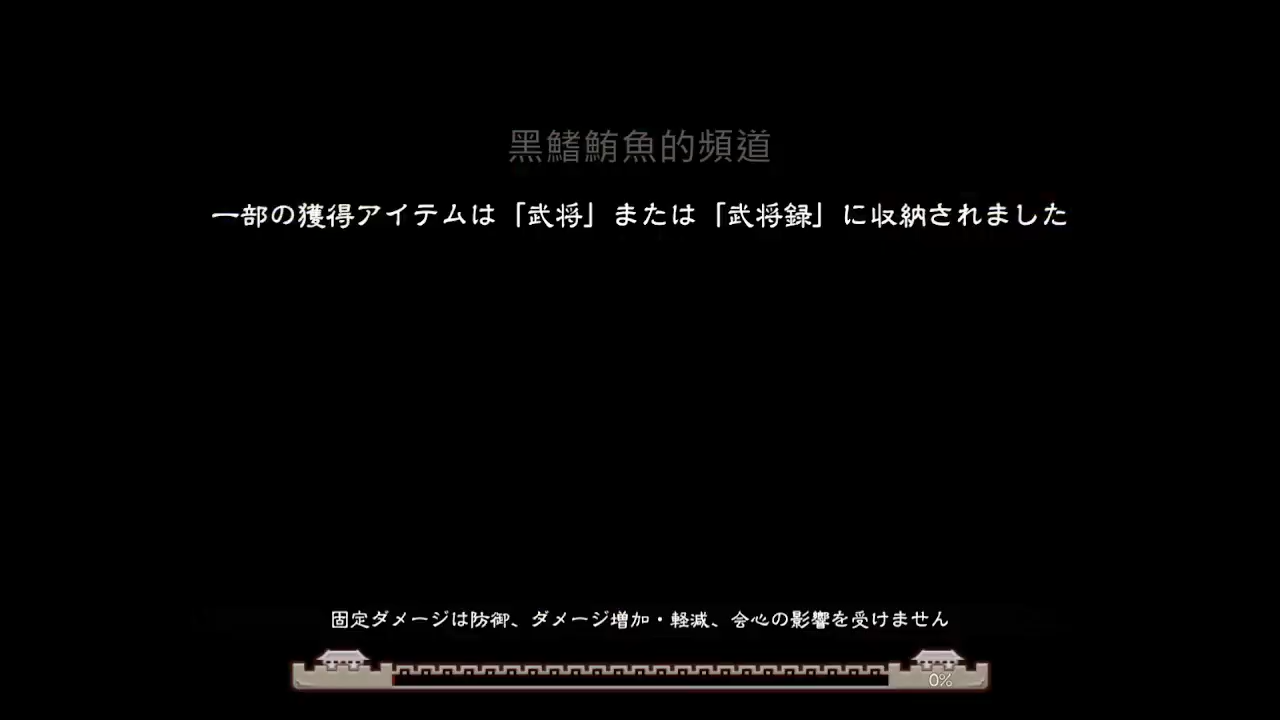 黑鰭鮪魚的頻道
一部の獲得アイテムは「武将」または「武将録」に収納されました
固定ダメージは防御、ダメージ増加・軽減、会心の影響を受けません
0%